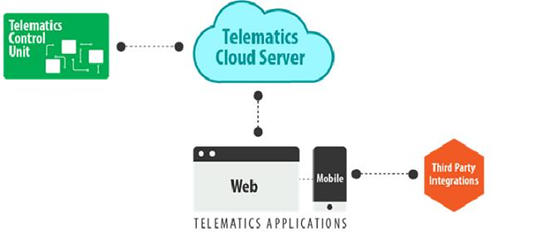 Telematics
Control
Unit
Telematics
Cloud Server
Web
Mobile
Third Party
Integrations
TELEMATICS APPLICATIONS